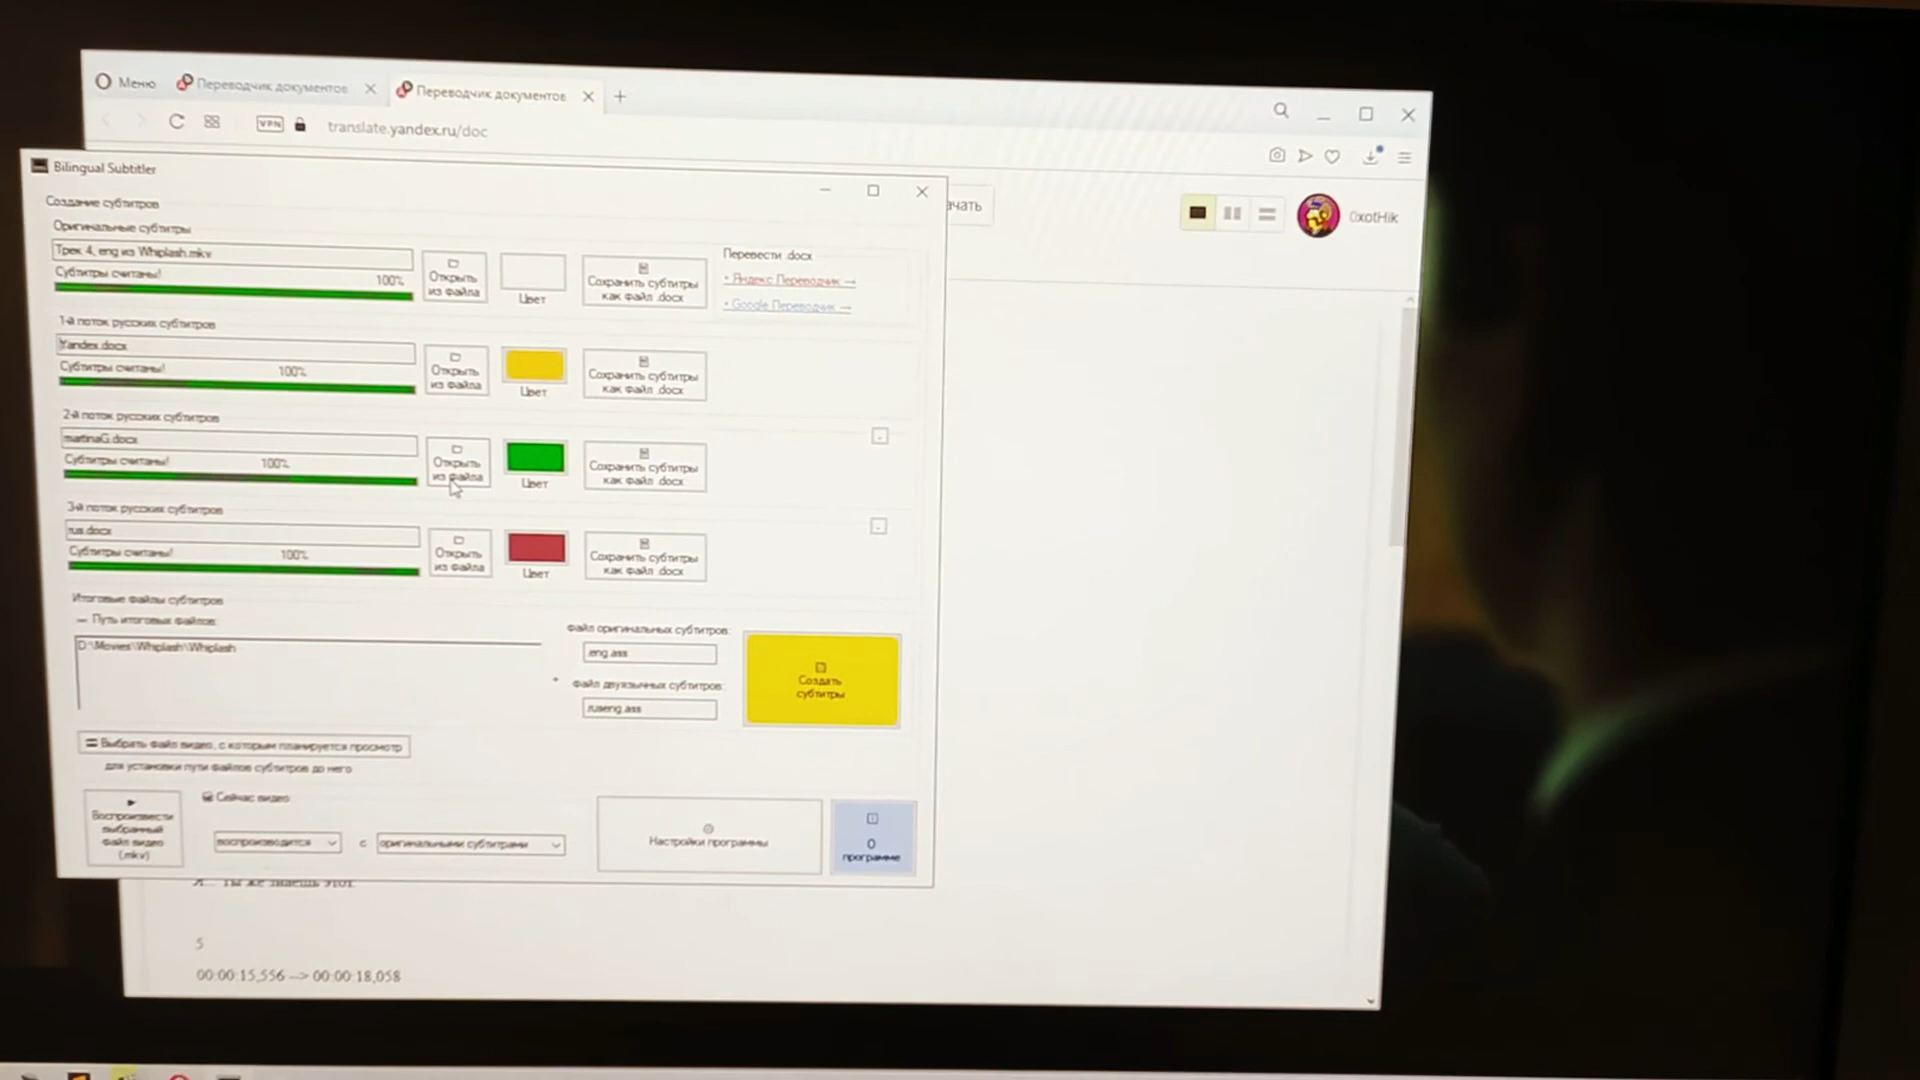 Меню
Переводчик документов
Переводчик документов
VPN
translate.yandex.ru/doc
Bilingual Subtitler
ачать
0xotHik
Создание субтитров
Оригинальные субтитры
Трек 4, eng из Whiplash.mkv
Субтитры считаны!
100%
Открыть
из файла
Цвет
Сохранить субтитры
как файл .docx
Перевести .docx
• Яндекс Переводчик →
• Google Переводчик →
1-й поток русских субтитров
Yandex.docx
Субтитры считаны!
100%
Открыть
из файла
Цвет
Сохранить субтитры
как файл .docx
2-й поток русских субтитров
martinaG.docx
Субтитры считаны!
100%
Открыть
из файла
Цвет
Сохранить субтитры
как файл .docx
3-й поток русских субтитров
rus.docx
Субтитры считаны!
100%
Открыть
из файла
Цвет
Сохранить субтитры
как файл .docx
Итоговые файлы субтитров
Путь итоговых файлов:
D:\Movies\Whiplash\Whiplash
Файл оригинальных субтитров:
.eng.ass
+ Файл двуязычных субтитров:
.ruseng.ass
Создать
субтитры
Выбрать файл видео, с которым планируется просмотр
для установки пути файлов субтитров до него
Воспроизвести
выбранный
файл видео
(.mkv)
Сейчас видео
воспроизводится
с
оригинальными субтитрами
Настройки программы
О
программе
5
00:00:15,556 --> 00:00:18,058